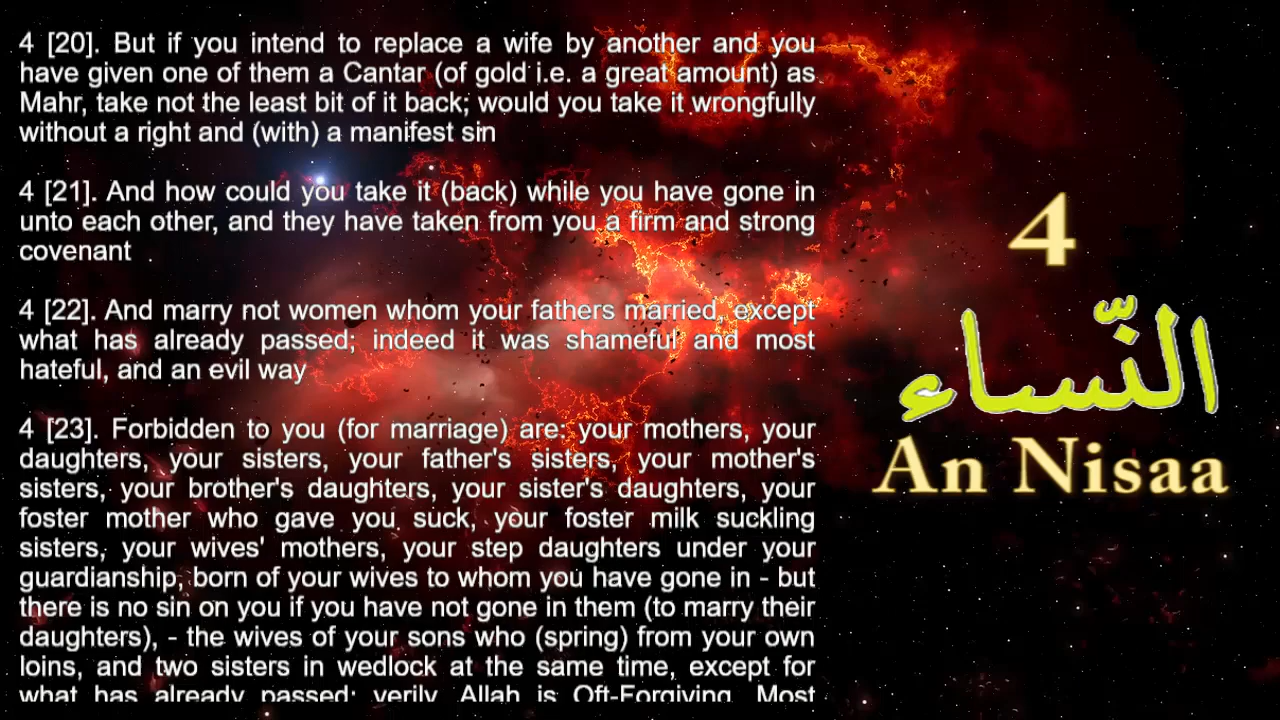 4 [20]. But if you intend to replace a wife by another and you
have given one of them a Cantar (of gold i.e. a great amount) as
Mahr, take not the least bit of it back; would you take it wrongfully
without a right and (with) a manifest sin
4 [21]. And how could you take it (back) while you have gone in
unto each other, and they have taken from you a firm and strong
covenant .
4 [22]. And marry not women whom your fathers married, except
what has already passed; indeed it was shameful and most
hateful, and an evil way
4 [23]. Forbidden to you (for marriage) are: your mothers, your
daughters, your sisters, your father's sisters, your mother's
sisters, your brother's daughters, your sister's daughters, your
foster mother who gave you suck, your foster milk suckling
sisters, your wives' mothers, your step daughters under your
guardianship, born of your wives to whom you have gone in - but
there is no sin on you if you have not gone in them (to marry their
daughters), - the wives of your sons who (spring) from your own
loins, and two sisters in wedlock at the same time, except for
what has already passed; verily, Allah is Oft-Forgiving, Most
4
النّساء
An Nisaa